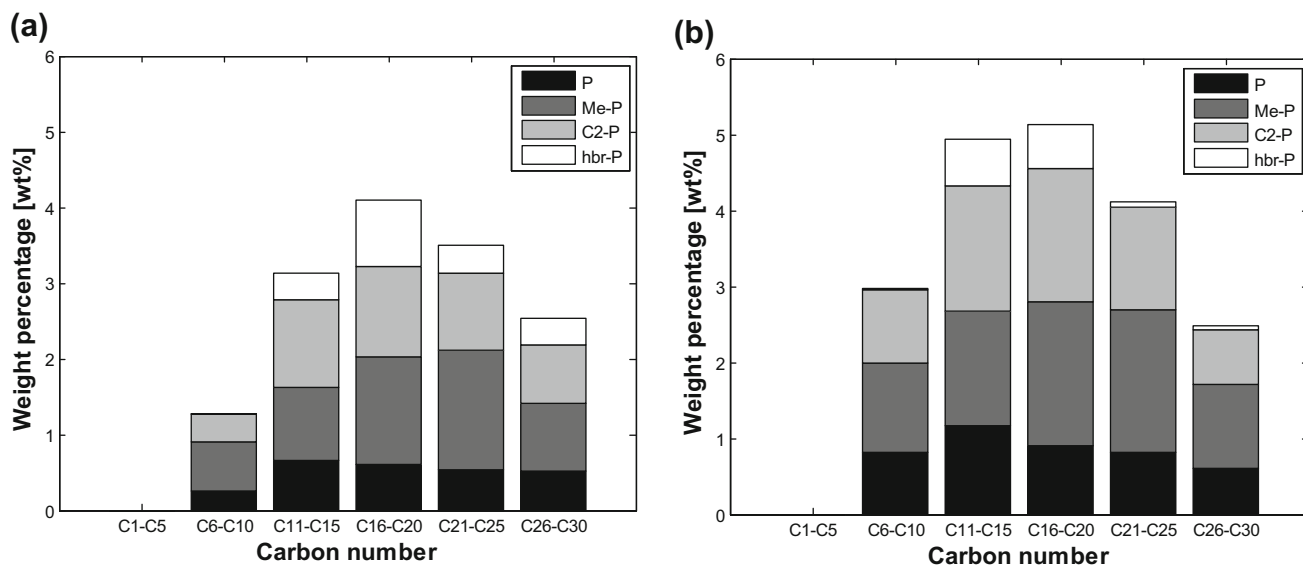 (a)
6
5
4
3
2
1
0
Weight percentage [wt%]
P
Me-P
C2-P
hbr-P
C1-C5 C6-C10 C11-C15 C16-C20 C21-C25 C26-C30
Carbon number
(b)
6
5
4
3
2
1
0
Weight percentage [wt%]
P
Me-P
C2-P
hbr-P
C1-C5 C6-C10 C11-C15 C16-C20 C21-C25 C26-C30
Carbon number